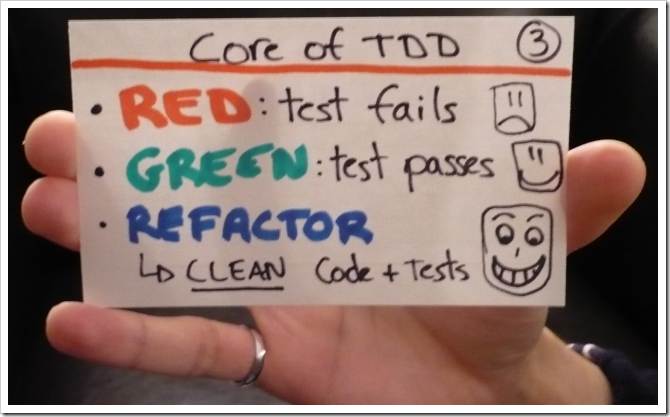 Core of TDD 3
• RED: test fails
• GREEN: test passes
• REFACTOR
↳ CLEAN Code + Tests